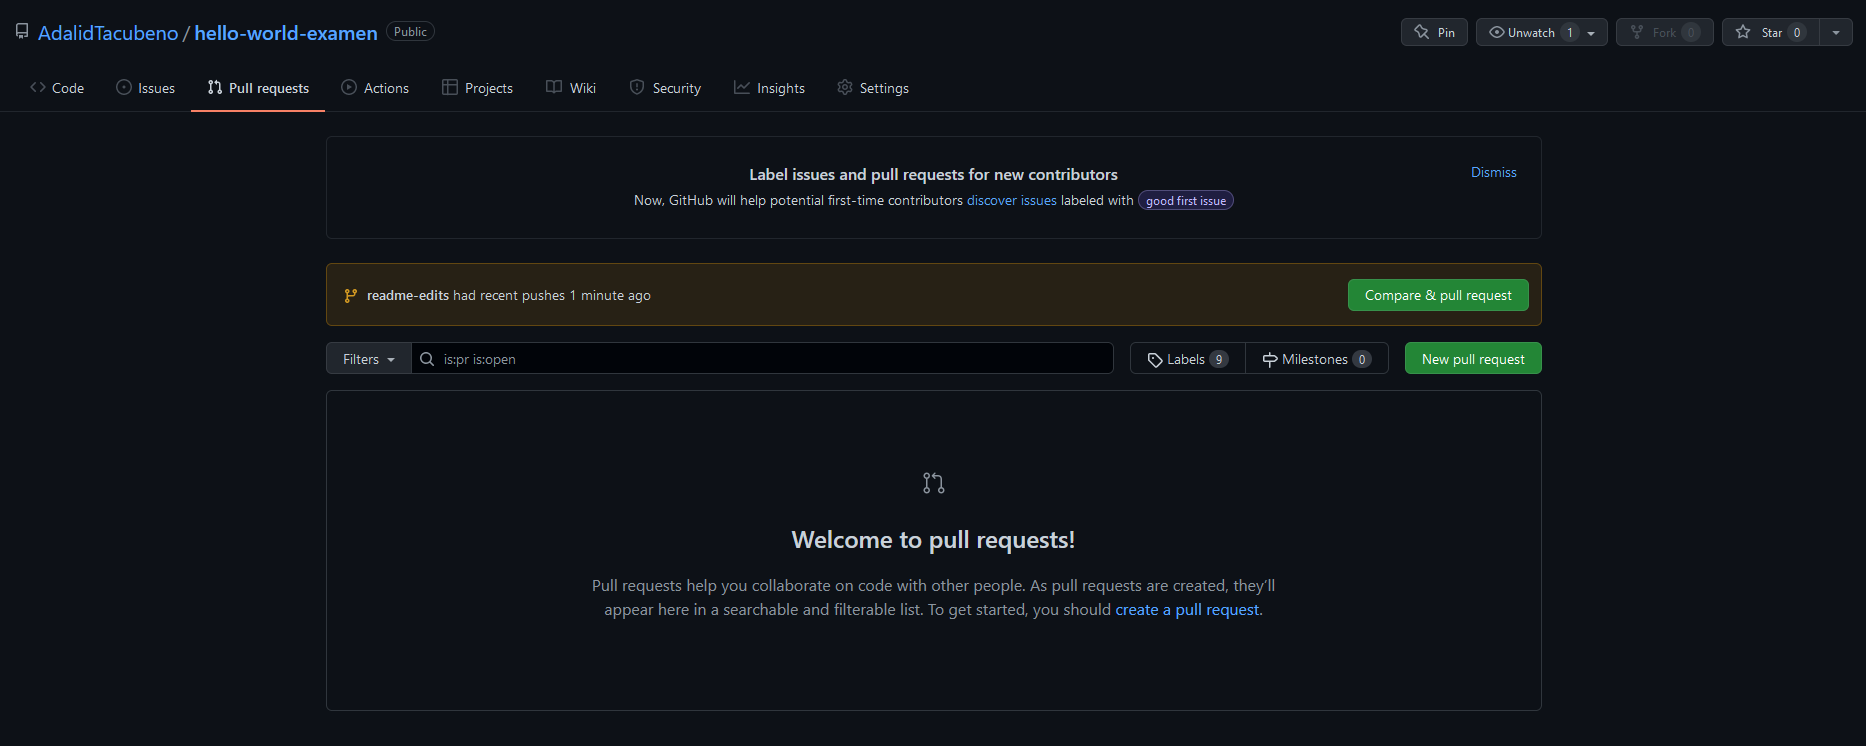 AdalidTacubeno / hello-world-examen Public
Pin Unwatch 1 Fork 0 Star 0
Code Issues Pull requests Actions Projects Wiki Security Insights Settings
Label issues and pull requests for new contributors
Dismiss
Now, GitHub will help potential first-time contributors discover issues labeled with good first issue
readme-edits had recent pushes 1 minute ago
Compare & pull request
Filters is:pr is:open Labels 9 Milestones 0 New pull request
Welcome to pull requests!
Pull requests help you collaborate on code with other people. As pull requests are created, they’ll
appear here in a searchable and filterable list. To get started, you should create a pull request.